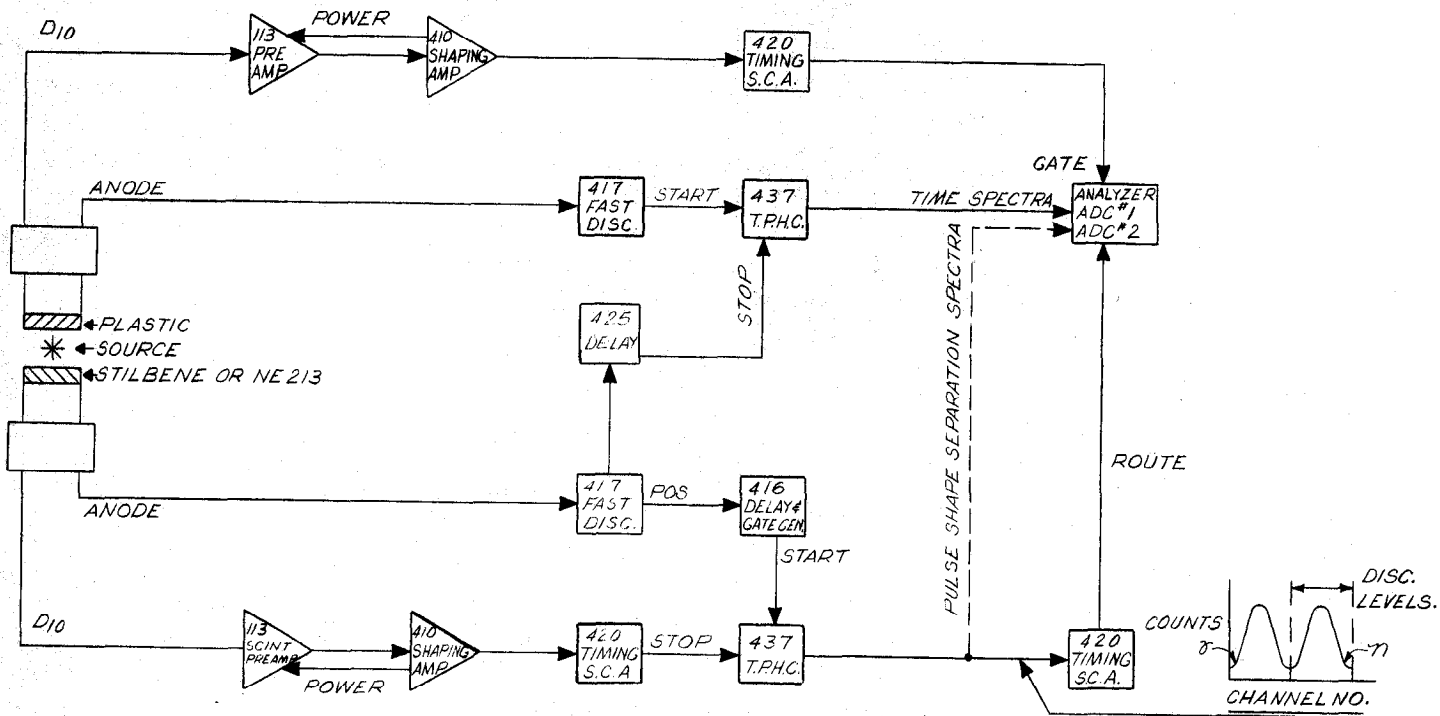 D10
113
PRE
AMP
POWER
410
SHAPING
AMP
420
TIMING
S.C.A.
GATE
ANODE
417
FAST
DISC.
START
437
T.P.H.C.
TIME SPECTRA
ANALYZER
ADC #1
ADC #2
STOP
425
DELAY
PLASTIC
SOURCE
STILBENE OR NE 213
PULSE SHAPE SEPARATION SPECTRA
ROUTE
ANODE
417
FAST
DISC.
POS
416
DELAY &
GATE GEN.
START
D10
113
SCINT
PREAMP
POWER
410
SHAPING
AMP
420
TIMING
S.C.A
STOP
437
T.P.H.C.
420
TIMING
S.C.A.
DISC.
LEVELS.
COUNTS
γ
n
CHANNEL NO.